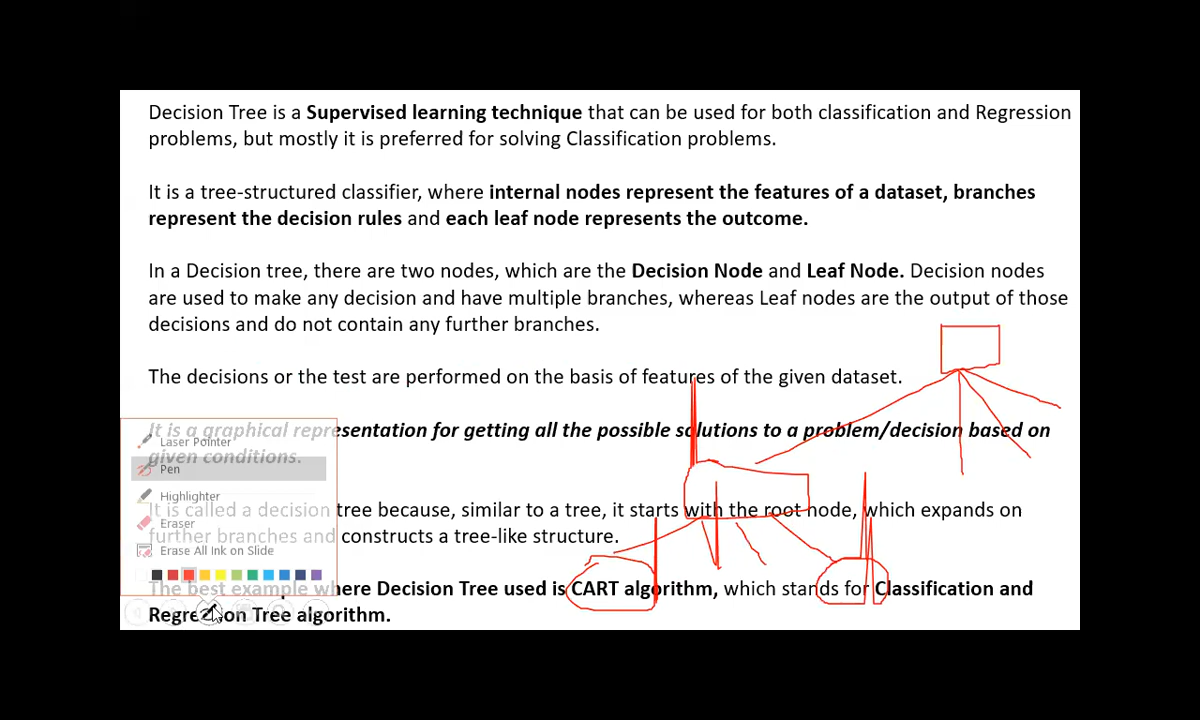 Decision Tree is a Supervised learning technique that can be used for both classification and Regression
problems, but mostly it is preferred for solving Classification problems.
It is a tree-structured classifier, where internal nodes represent the features of a dataset, branches
represent the decision rules and each leaf node represents the outcome.
In a Decision tree, there are two nodes, which are the Decision Node and Leaf Node. Decision nodes
are used to make any decision and have multiple branches, whereas Leaf nodes are the output of those
decisions and do not contain any further branches.
The decisions or the test are performed on the basis of features of the given dataset.
It is a graphical representation for getting all the possible solutions to a problem/decision based on
Laser Pointer
given conditions.
Pen
Highlighter
It is called a decision tree because, similar to a tree, it starts with the root node, which expands on
Eraser
further branches and constructs a tree-like structure.
Erase All Ink on Slide
The best example where Decision Tree used is CART algorithm, which stands for Classification and
Regression Tree algorithm.